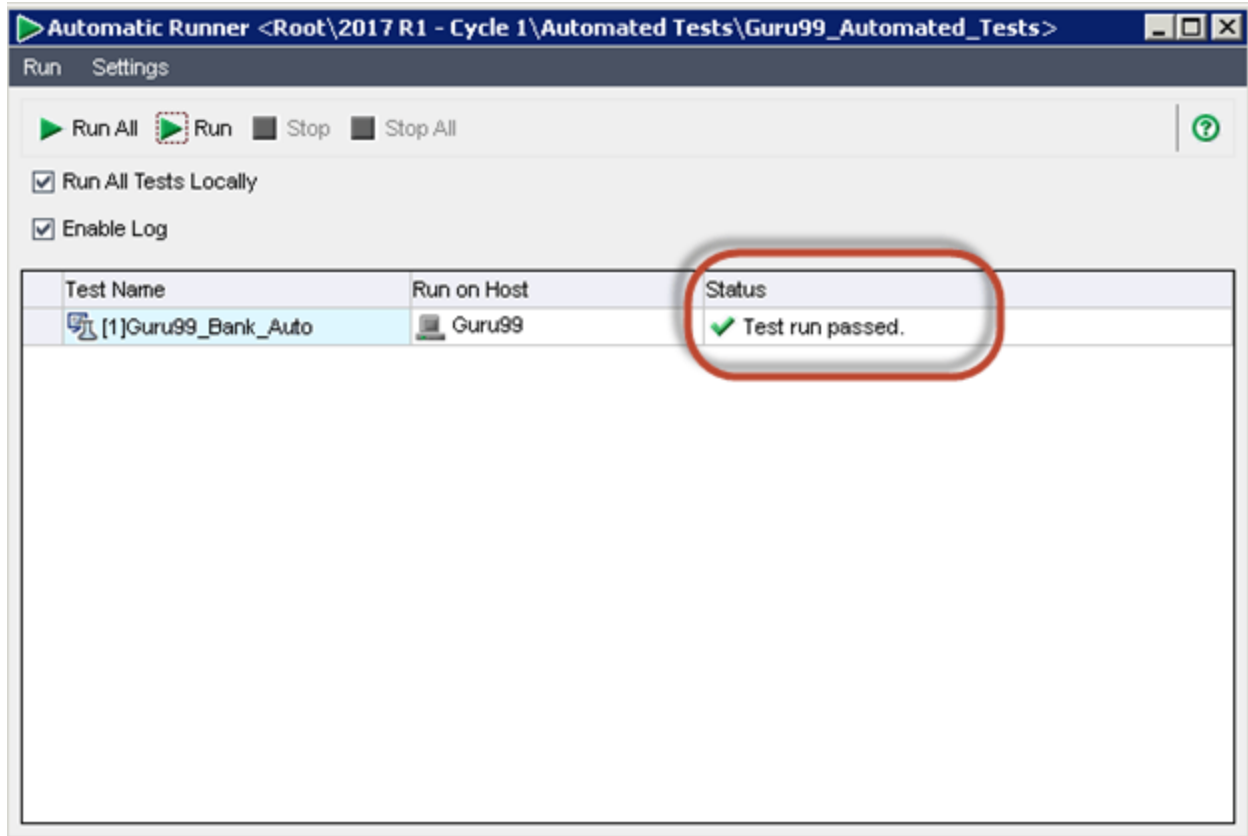 Automatic Runner <Root\2017 R1 - Cycle 1\Automated Tests\Guru99_Automated_Tests>
Run Settings
Run All Run Stop Stop All
Run All Tests Locally
Enable Log
Test Name Run on Host Status
[1]Guru99_Bank_Auto Guru99 Test run passed.